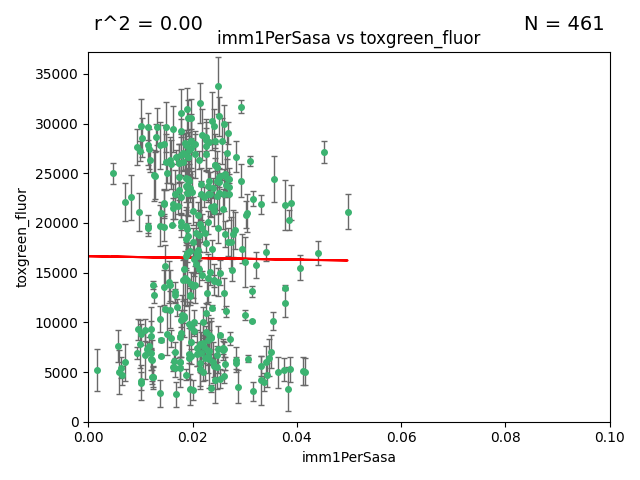 r^2 = 0.00
N = 461
imm1PerSasa vs toxgreen_fluor
35000
30000
25000
20000
15000
10000
5000
0
toxgreen_fluor
0.00
0.02
0.04
0.06
0.08
0.10
imm1PerSasa